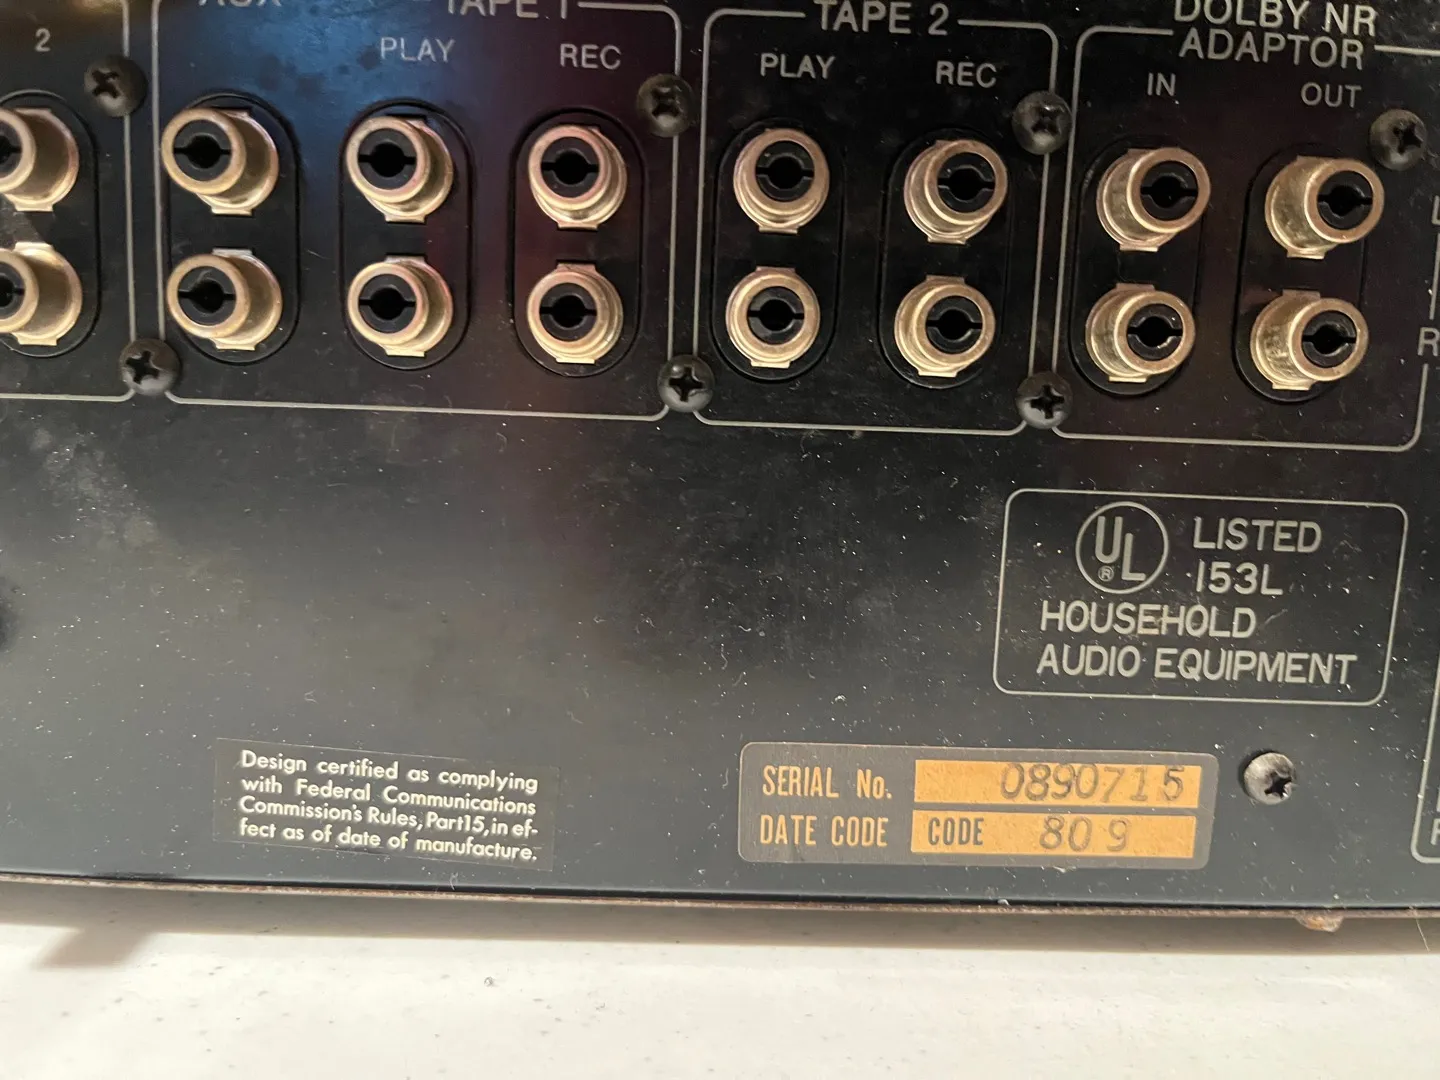 AUX
TAPE 1
TAPE 2
DOLBY NR
ADAPTOR
2
PLAY
REC
PLAY
REC
IN
OUT
L
R
UL
®
LISTED
153L
HOUSEHOLD
AUDIO EQUIPMENT
Design certified as complying
with Federal Communications
Commission's Rules, Part15, in ef-
fect as of date of manufacture.
SERIAL No. 0890715
DATE CODE CODE 809